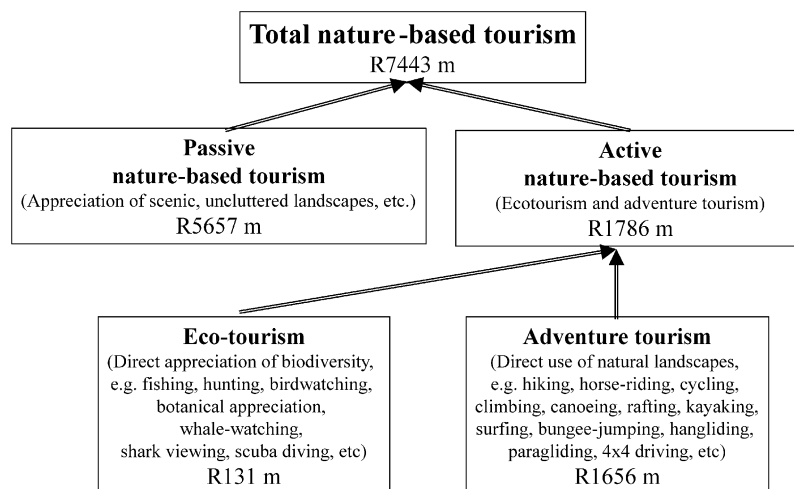 Total nature-based tourism
R7443 m
Passive
nature-based tourism
(Appreciation of scenic, uncluttered landscapes, etc.)
R5657 m
Active
nature-based tourism
(Ecotourism and adventure tourism)
R1786 m
Eco-tourism
(Direct appreciation of biodiversity,
e.g. fishing, hunting, birdwatching,
botanical appreciation,
whale-watching,
shark viewing, scuba diving, etc)
R131 m
Adventure tourism
(Direct use of natural landscapes,
e.g. hiking, horse-riding, cycling,
climbing, canoeing, rafting, kayaking,
surfing, bungee-jumping, hangliding,
paragliding, 4x4 driving, etc)
R1656 m